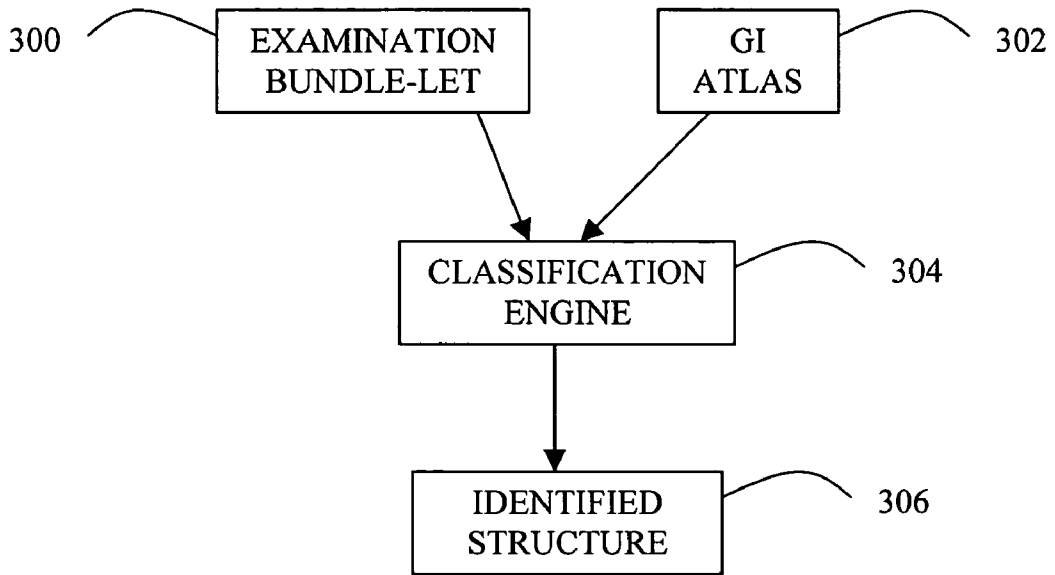 300
EXAMINATION
BUNDLE-LET
GI
ATLAS
302
CLASSIFICATION
ENGINE
304
IDENTIFIED
STRUCTURE
306